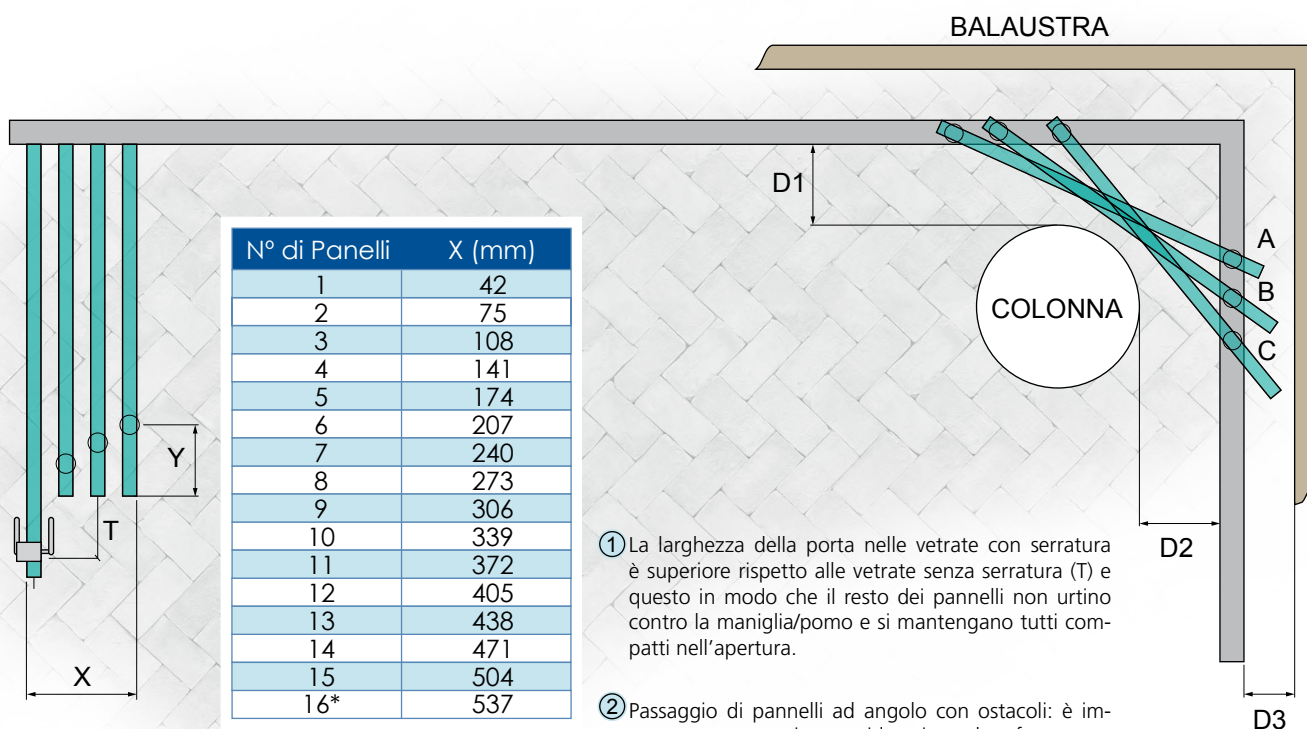 BALAUSTRA
D1
A
B
C
COLONNA
D2
D3
Y
T
X
Nº di Panelli X (mm)
1 42
2 75
3 108
4 141
5 174
6 207
7 240
8 273
9 306
10 339
11 372
12 405
13 438
14 471
15 504
16* 537
1 La larghezza della porta nelle vetrate con serratura
è superiore rispetto alle vetrate senza serratura (T) e
questo in modo che il resto dei pannelli non urtino
contro la maniglia/pomo e si mantengano tutti com-
patti nell'apertura.
2 Passaggio di pannelli ad angolo con ostacoli: è im-